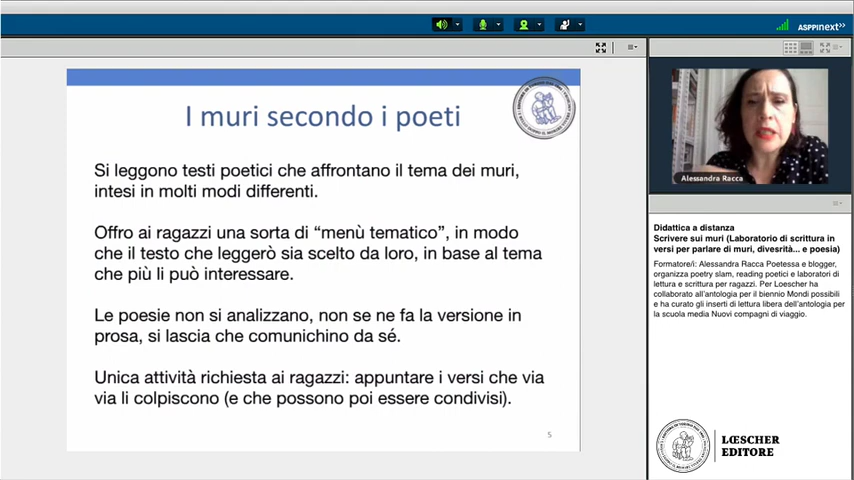 ASPPInext>>
I muri secondo i poeti
Si leggono testi poetici che affrontano il tema dei muri,
intesi in molti modi differenti.
Offro ai ragazzi una sorta di “menù tematico”, in modo
che il testo che leggerò sia scelto da loro, in base al tema
che più li può interessare.
Le poesie non si analizzano, non se ne fa la versione in
prosa, si lascia che comunichino da sé.
Unica attività richiesta ai ragazzi: appuntare i versi che via
via li colpiscono (e che possono poi essere condivisi).
5
Alessandra Racca
Didattica a distanza
Scrivere sui muri (Laboratorio di scrittura in
versi per parlare di muri, divesrità... e poesia)
Formatore/i: Alessandra Racca Poetessa e blogger,
organizza poetry slam, reading poetici e laboratori di
lettura e scrittura per ragazzi. Per Loescher ha
collaborato all'antologia per il biennio Mondi possibili
e ha curato gli inserti di lettura libera dell'antologia per
la scuola media Nuovi compagni di viaggio.
LŒSCHER
EDITORE